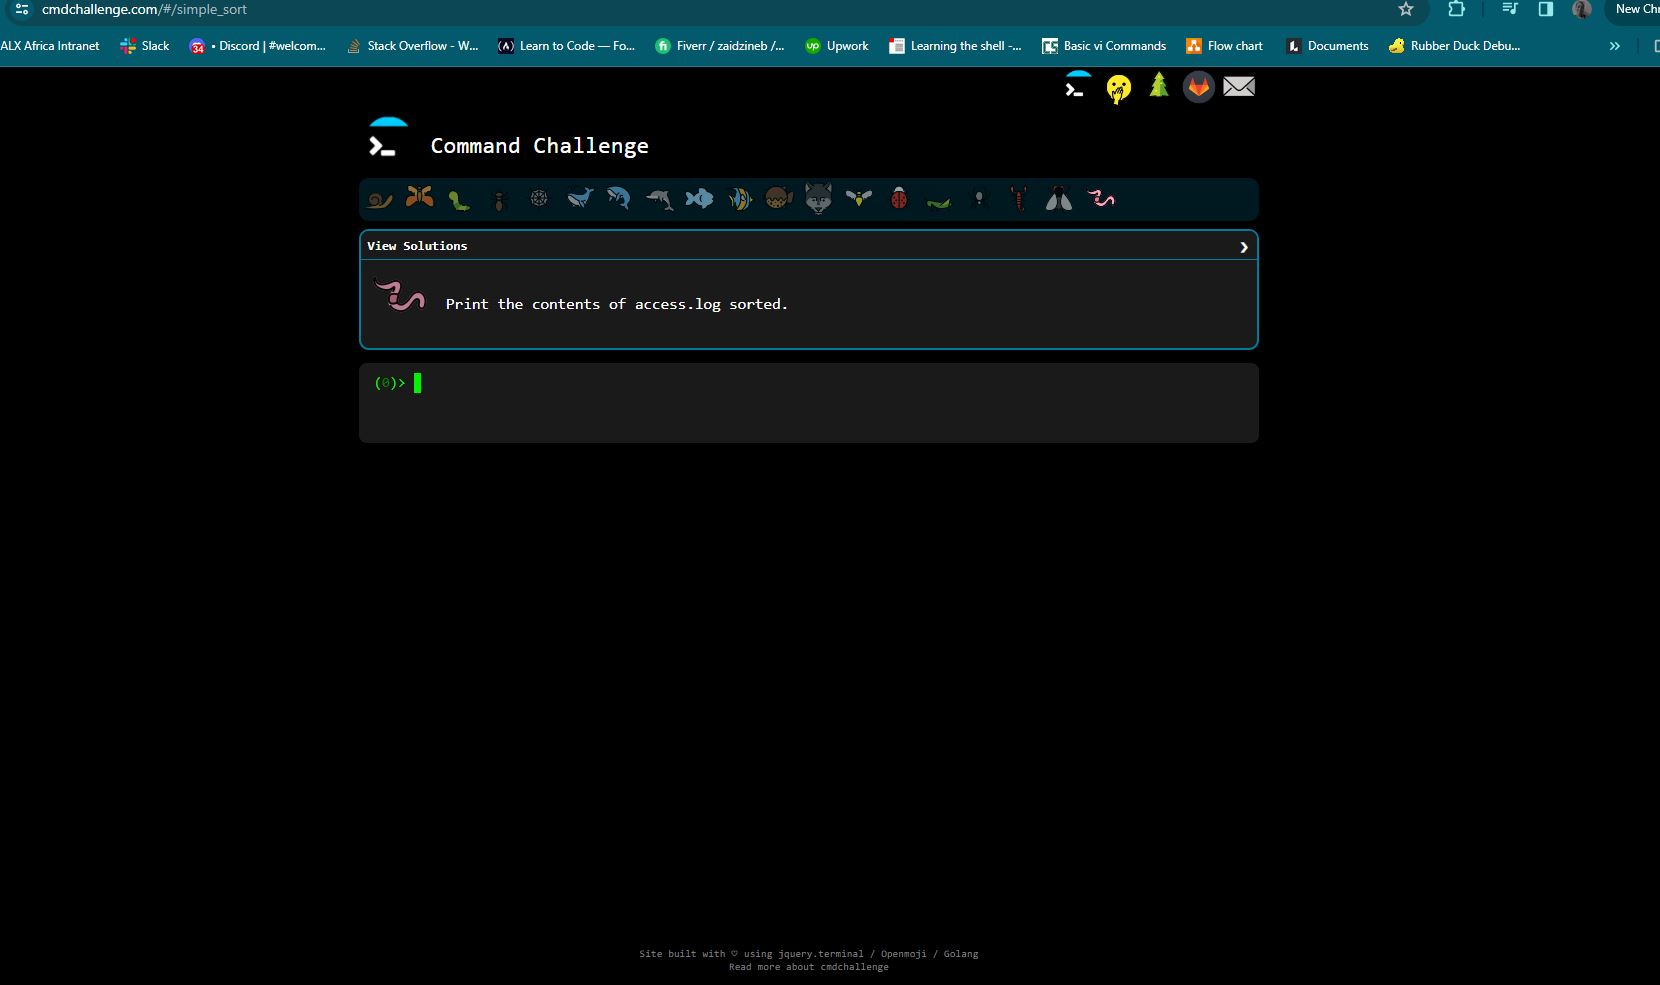 cmdchallenge.com/#/simple_sort
New Chr
ALX Africa Intranet Slack 34 • Discord | #welcom... Stack Overflow - W... Learn to Code — Fo... Fiverr / zaidzineb /... up Upwork Learning the shell -... Basic vi Commands Flow chart Documents Rubber Duck Debu... »
Command Challenge
View Solutions
Print the contents of access.log sorted.
(0)>
Site built with ♡ using jquery.terminal / Openmoji / Golang
Read more about cmdchallenge